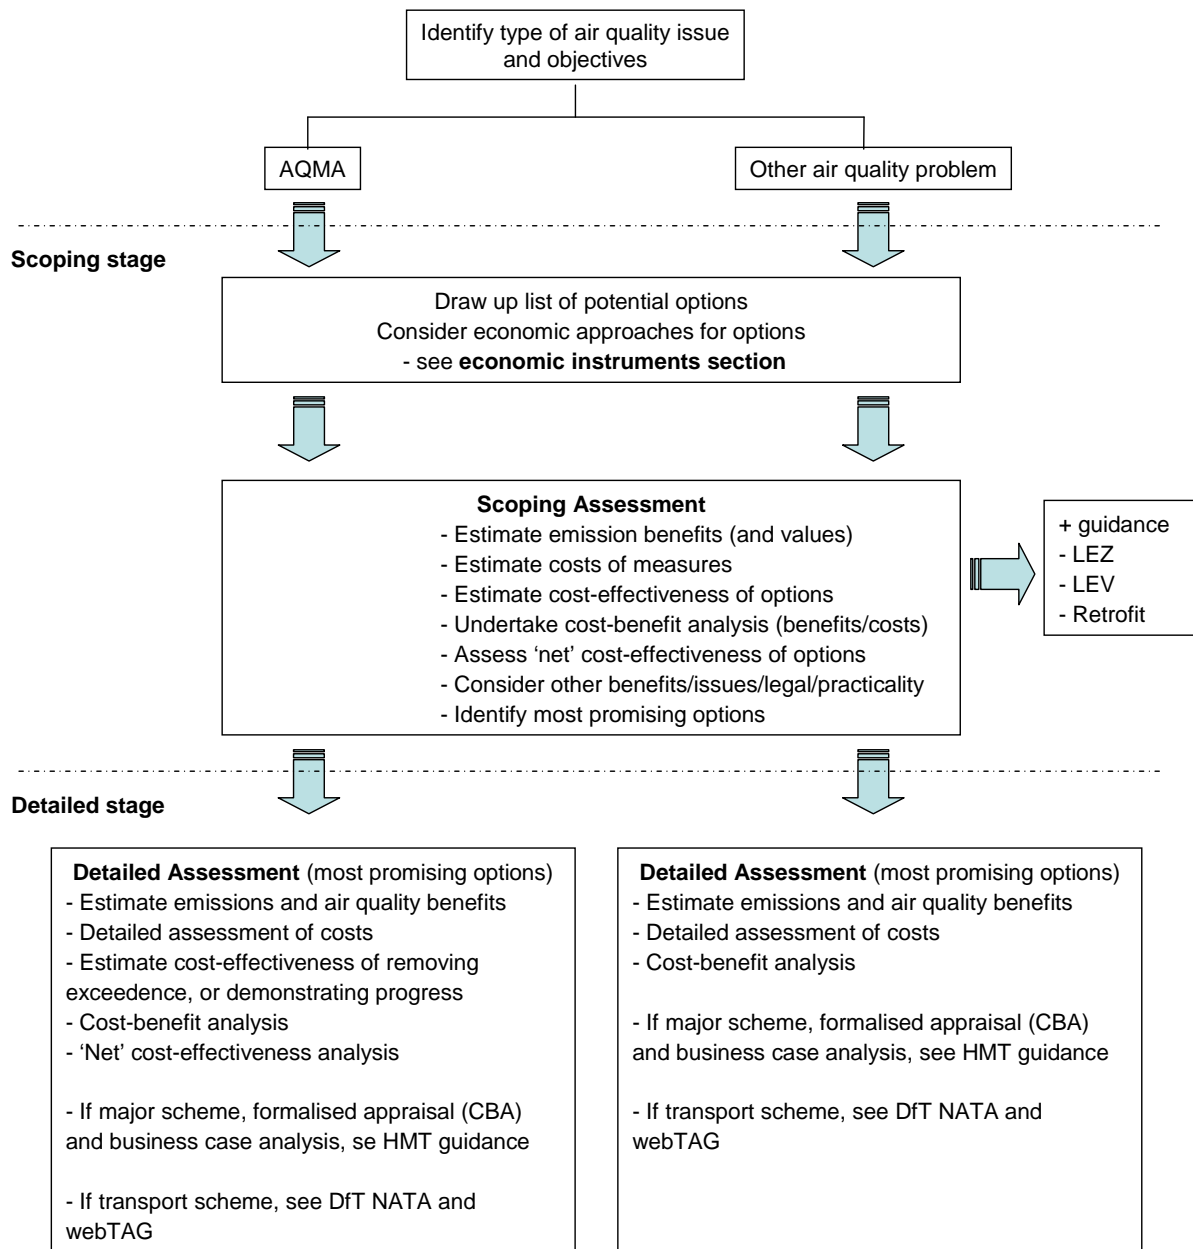 Identify type of air quality issue
and objectives
AQMA
Other air quality problem
Scoping stage
Draw up list of potential options
Consider economic approaches for options
- see economic instruments section
Scoping Assessment
- Estimate emission benefits (and values)
- Estimate costs of measures
- Estimate cost-effectiveness of options
- Undertake cost-benefit analysis (benefits/costs)
- Assess ‘net’ cost-effectiveness of options
- Consider other benefits/issues/legal/practicality
- Identify most promising options
+ guidance
- LEZ
- LEV
- Retrofit
Detailed stage
Detailed Assessment (most promising options)
- Estimate emissions and air quality benefits
- Detailed assessment of costs
- Estimate cost-effectiveness of removing
exceedence, or demonstrating progress
- Cost-benefit analysis
- ‘Net’ cost-effectiveness analysis
- If major scheme, formalised appraisal (CBA)
and business case analysis, se HMT guidance
- If transport scheme, see DfT NATA and
webTAG
Detailed Assessment (most promising options)
- Estimate emissions and air quality benefits
- Detailed assessment of costs
- Cost-benefit analysis
- If major scheme, formalised appraisal (CBA)
and business case analysis, see HMT guidance
- If transport scheme, see DfT NATA and
webTAG